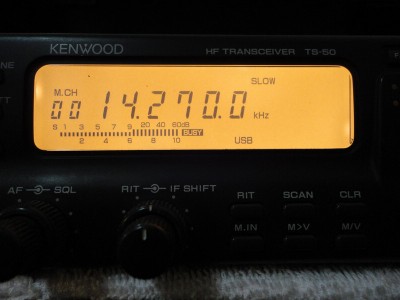 KENWOOD HF TRANSCEIVER TS-50
SLOW
M.CH
00 14.270.0 kHz
S 1 3 5 7 9 20 40 60dB BUSY
2 4 6 8 10 USB
AF SQL RIT IF SHIFT RIT SCAN CLR
M.IN M>V M/V